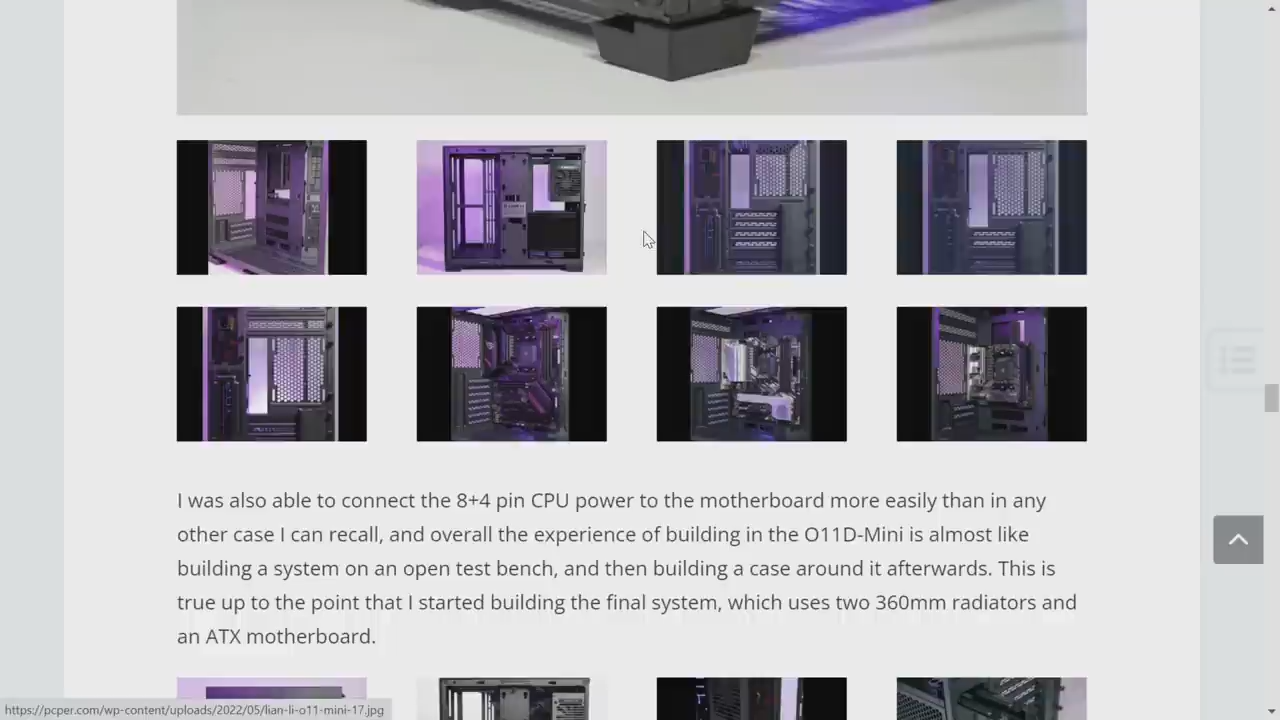 I was also able to connect the 8+4 pin CPU power to the motherboard more easily than in any
other case I can recall, and overall the experience of building in the O11D-Mini is almost like
building a system on an open test bench, and then building a case around it afterwards. This is
true up to the point that I started building the final system, which uses two 360mm radiators and
an ATX motherboard.
https://pcper.com/wp-content/uploads/2022/05/lian-li-o11-mini-17.jpg